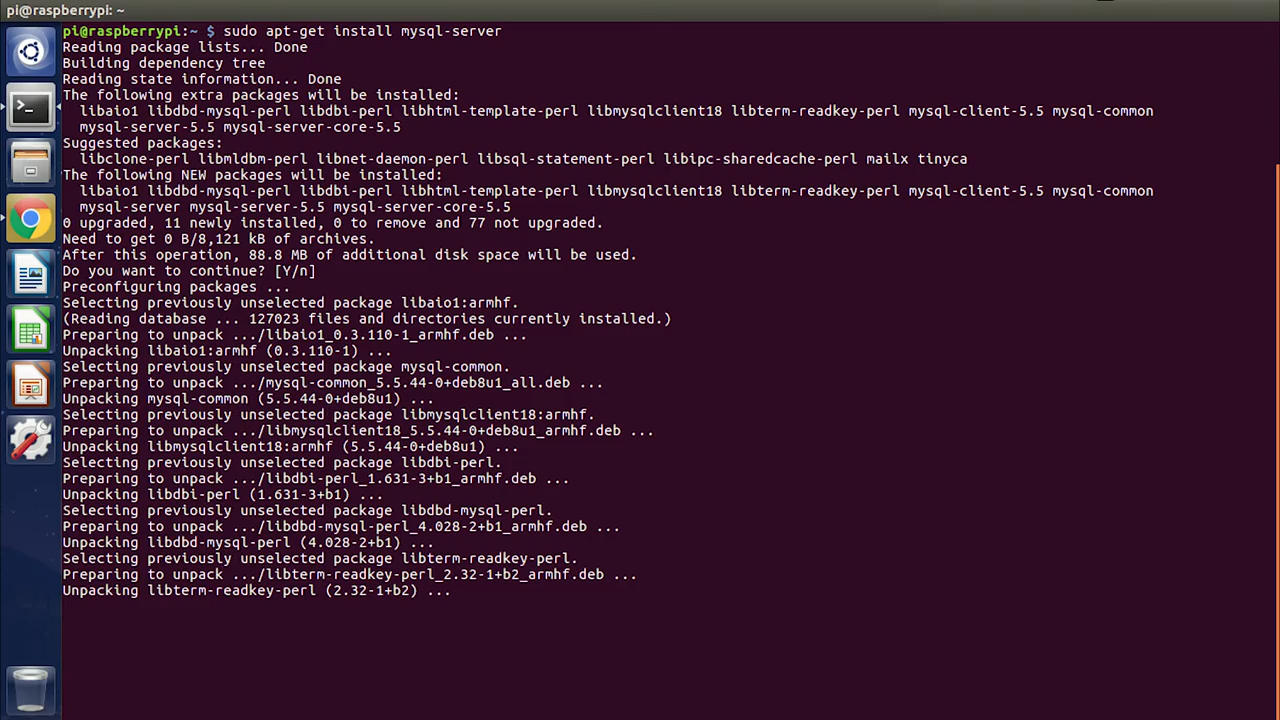 pi@raspberrypi: ~
pi@raspberrypi:~ $ sudo apt-get install mysql-server
Reading package lists... Done
Building dependency tree
Reading state information... Done
The following extra packages will be installed:
  libaio1 libdbd-mysql-perl libdbi-perl libhtml-template-perl libmysqlclient18 libterm-readkey-perl mysql-client-5.5 mysql-common
  mysql-server-5.5 mysql-server-core-5.5
Suggested packages:
  libclone-perl libmldbm-perl libnet-daemon-perl libsql-statement-perl libipc-sharedcache-perl mailx tinyca
The following NEW packages will be installed:
  libaio1 libdbd-mysql-perl libdbi-perl libhtml-template-perl libmysqlclient18 libterm-readkey-perl mysql-client-5.5 mysql-common
  mysql-server mysql-server-5.5 mysql-server-core-5.5
0 upgraded, 11 newly installed, 0 to remove and 77 not upgraded.
Need to get 0 B/8,121 kB of archives.
After this operation, 88.8 MB of additional disk space will be used.
Do you want to continue? [Y/n]
Preconfiguring packages ...
Selecting previously unselected package libaio1:armhf.
(Reading database ... 127023 files and directories currently installed.)
Preparing to unpack .../libaio1_0.3.110-1_armhf.deb ...
Unpacking libaio1:armhf (0.3.110-1) ...
Selecting previously unselected package mysql-common.
Preparing to unpack .../mysql-common_5.5.44-0+deb8u1_all.deb ...
Unpacking mysql-common (5.5.44-0+deb8u1) ...
Selecting previously unselected package libmysqlclient18:armhf.
Preparing to unpack .../libmysqlclient18_5.5.44-0+deb8u1_armhf.deb ...
Unpacking libmysqlclient18:armhf (5.5.44-0+deb8u1) ...
Selecting previously unselected package libdbi-perl.
Preparing to unpack .../libdbi-perl_1.631-3+b1_armhf.deb ...
Unpacking libdbi-perl (1.631-3+b1) ...
Selecting previously unselected package libdbd-mysql-perl.
Preparing to unpack .../libdbd-mysql-perl_4.028-2+b1_armhf.deb ...
Unpacking libdbd-mysql-perl (4.028-2+b1) ...
Selecting previously unselected package libterm-readkey-perl.
Preparing to unpack .../libterm-readkey-perl_2.32-1+b2_armhf.deb ...
Unpacking libterm-readkey-perl (2.32-1+b2) ...